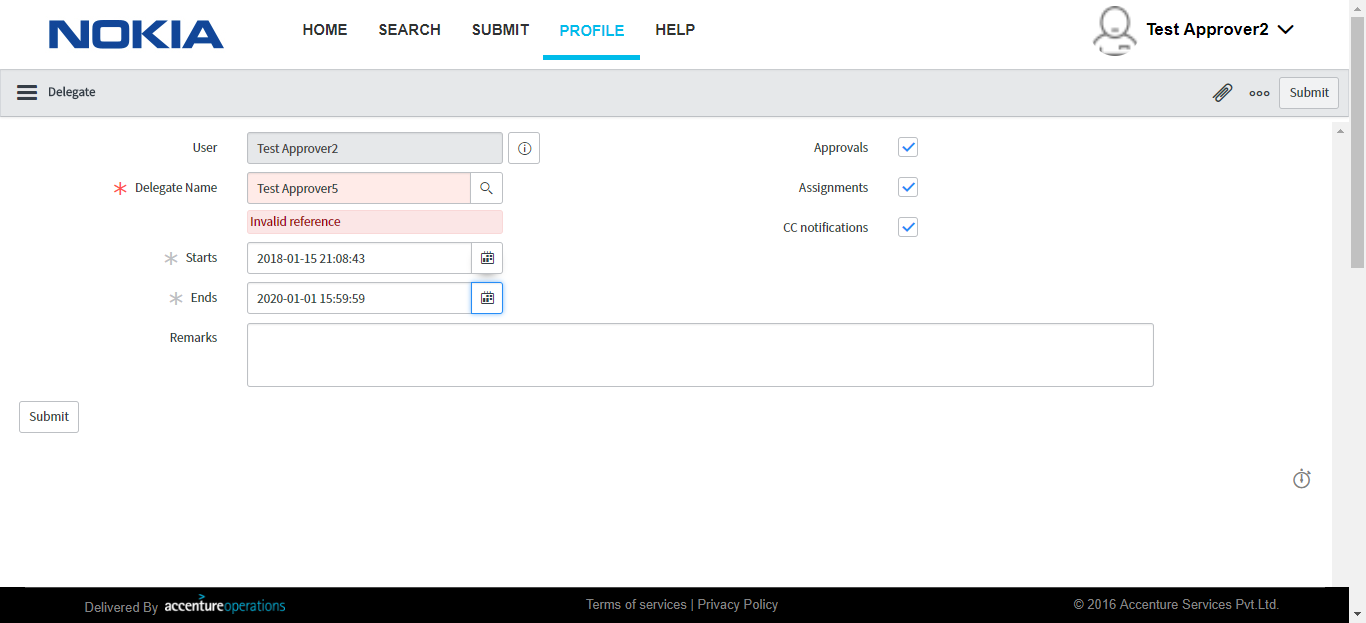 NOKIA
HOME SEARCH SUBMIT PROFILE HELP
Test Approver2
Delegate
Submit
User Test Approver2
Approvals
Delegate Name Test Approver5
Assignments
Invalid reference
CC notifications
Starts 2018-01-15 21:08:43
Ends 2020-01-01 15:59:59
Remarks
Submit
Delivered By accentureoperations
Terms of services | Privacy Policy
© 2016 Accenture Services Pvt.Ltd.